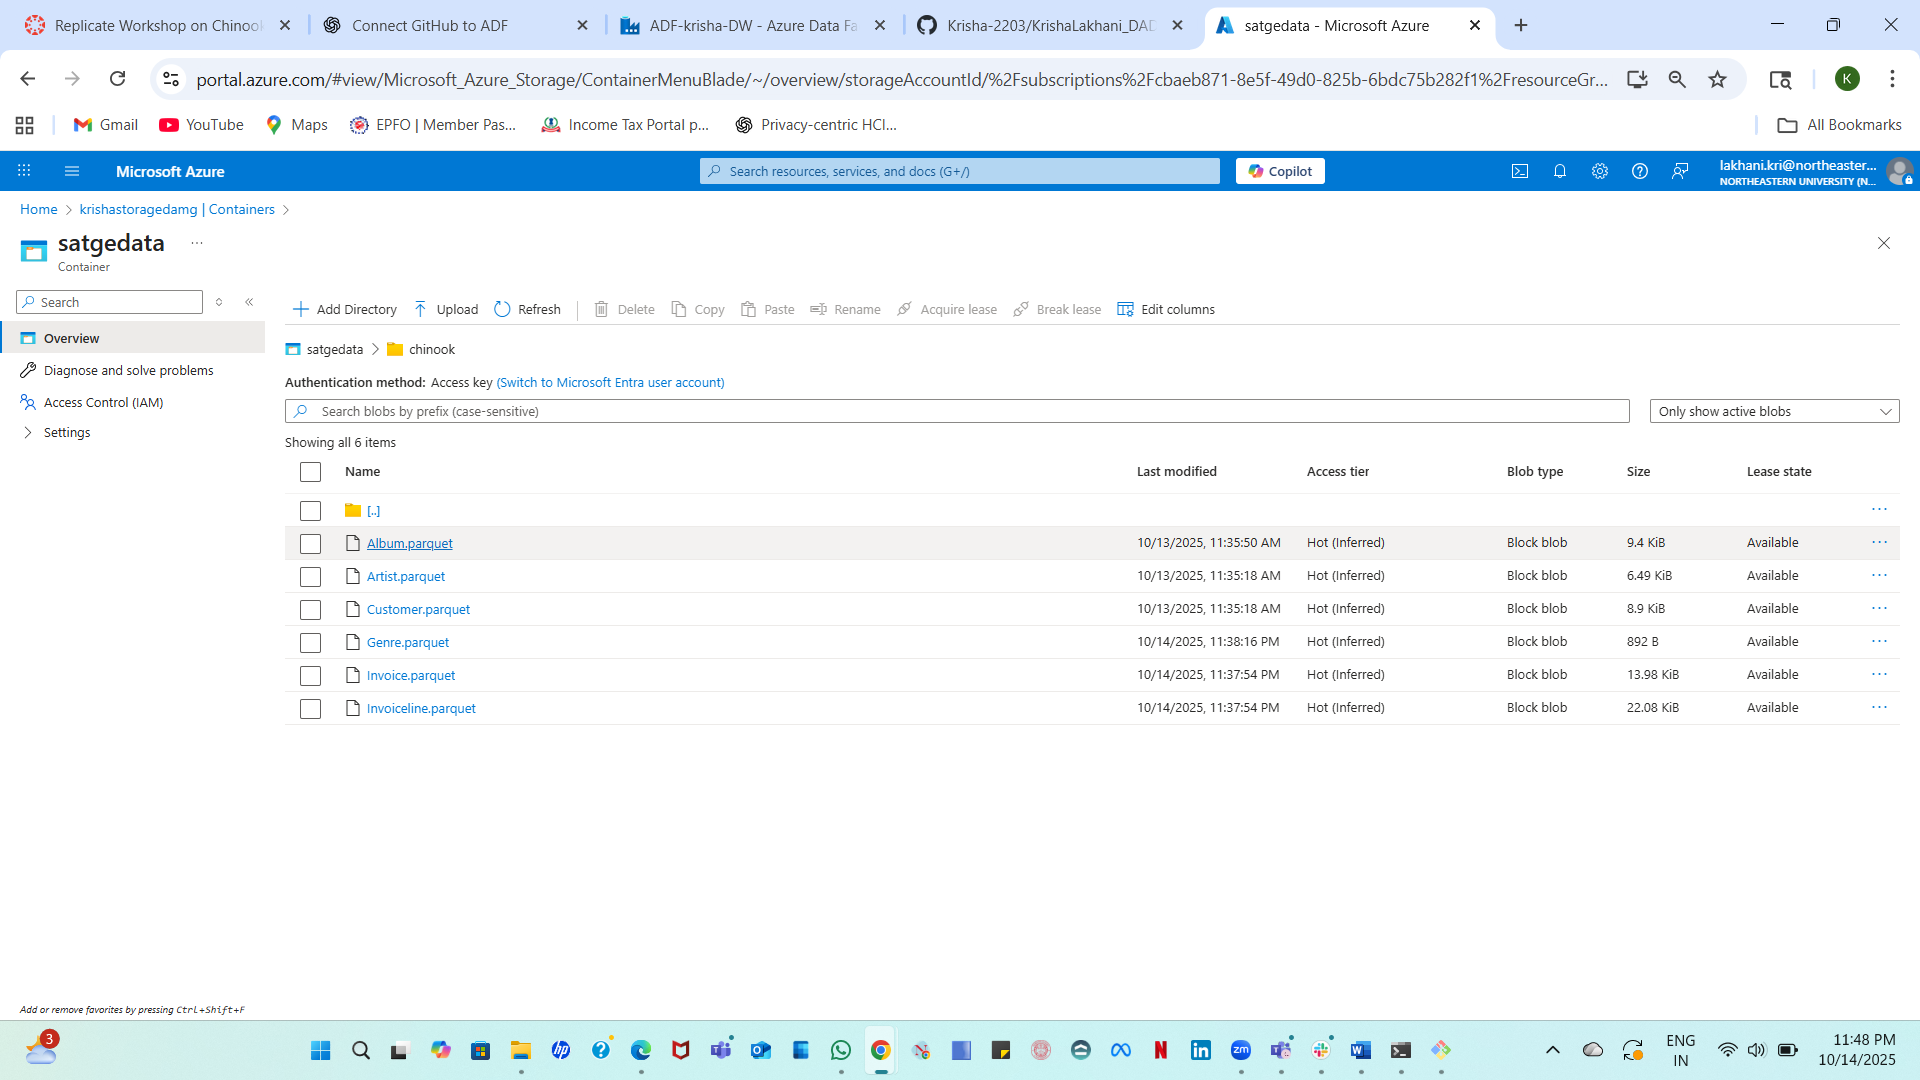 Replicate Workshop on Chinook
Connect GitHub to ADF
ADF-krisha-DW - Azure Data Fa
Krisha-2203/KrishaLakhani_DAD
satgedata - Microsoft Azure
portal.azure.com/#view/Microsoft_Azure_Storage/ContainerMenuBlade/~/overview/storageAccountId/%2Fsubscriptions%2Fcbaeb871-8e5f-49d0-825b-6bdc75b282f1%2FresourceGr...
K
Gmail
YouTube
Maps
EPFO | Member Pas...
Income Tax Portal p...
Privacy-centric HCI...
All Bookmarks
Microsoft Azure
Search resources, services, and docs (G+/)
Copilot
lakhani.kri@northeaster...
NORTHEASTERN UNIVERSITY (N...
Home > krishastoragedamg | Containers >
satgedata ...
Container
Search
Overview
Diagnose and solve problems
Access Control (IAM)
Settings
Add Directory Upload Refresh Delete Copy Paste Rename Acquire lease Break lease Edit columns
satgedata > chinook
Authentication method: Access key (Switch to Microsoft Entra user account)
Search blobs by prefix (case-sensitive)
Only show active blobs
Showing all 6 items
Name Last modified Access tier Blob type Size Lease state
[..] ...
Album.parquet 10/13/2025, 11:35:50 AM Hot (Inferred) Block blob 9.4 KiB Available ...
Artist.parquet 10/13/2025, 11:35:18 AM Hot (Inferred) Block blob 6.49 KiB Available ...
Customer.parquet 10/13/2025, 11:35:18 AM Hot (Inferred) Block blob 8.9 KiB Available ...
Genre.parquet 10/14/2025, 11:38:16 PM Hot (Inferred) Block blob 892 B Available ...
Invoice.parquet 10/14/2025, 11:37:54 PM Hot (Inferred) Block blob 13.98 KiB Available ...
Invoiceline.parquet 10/14/2025, 11:37:54 PM Hot (Inferred) Block blob 22.08 KiB Available ...
Add or remove favorites by pressing Ctrl+Shift+F
3
hp
zm
ENG
IN
11:48 PM
10/14/2025